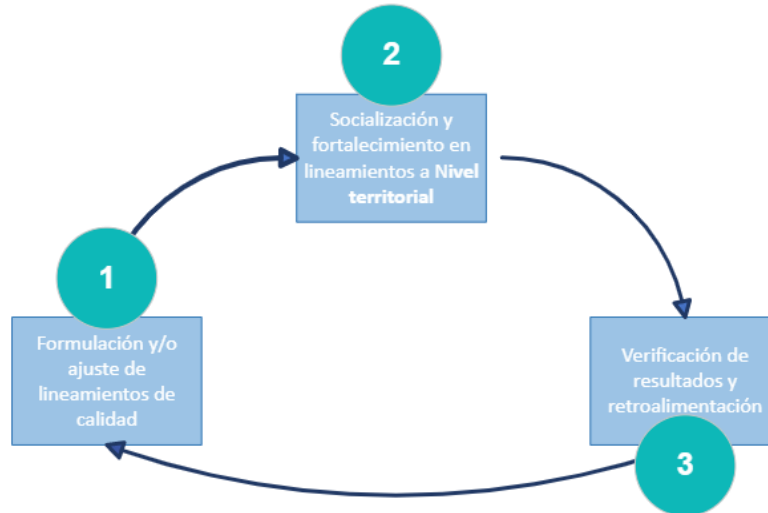 1
Formulación y/o
ajuste de
lineamientos de
calidad
2
Socialización y
fortalecimiento en
lineamientos a Nivel
territorial
Verificación de
resultados y
retroalimentación
3